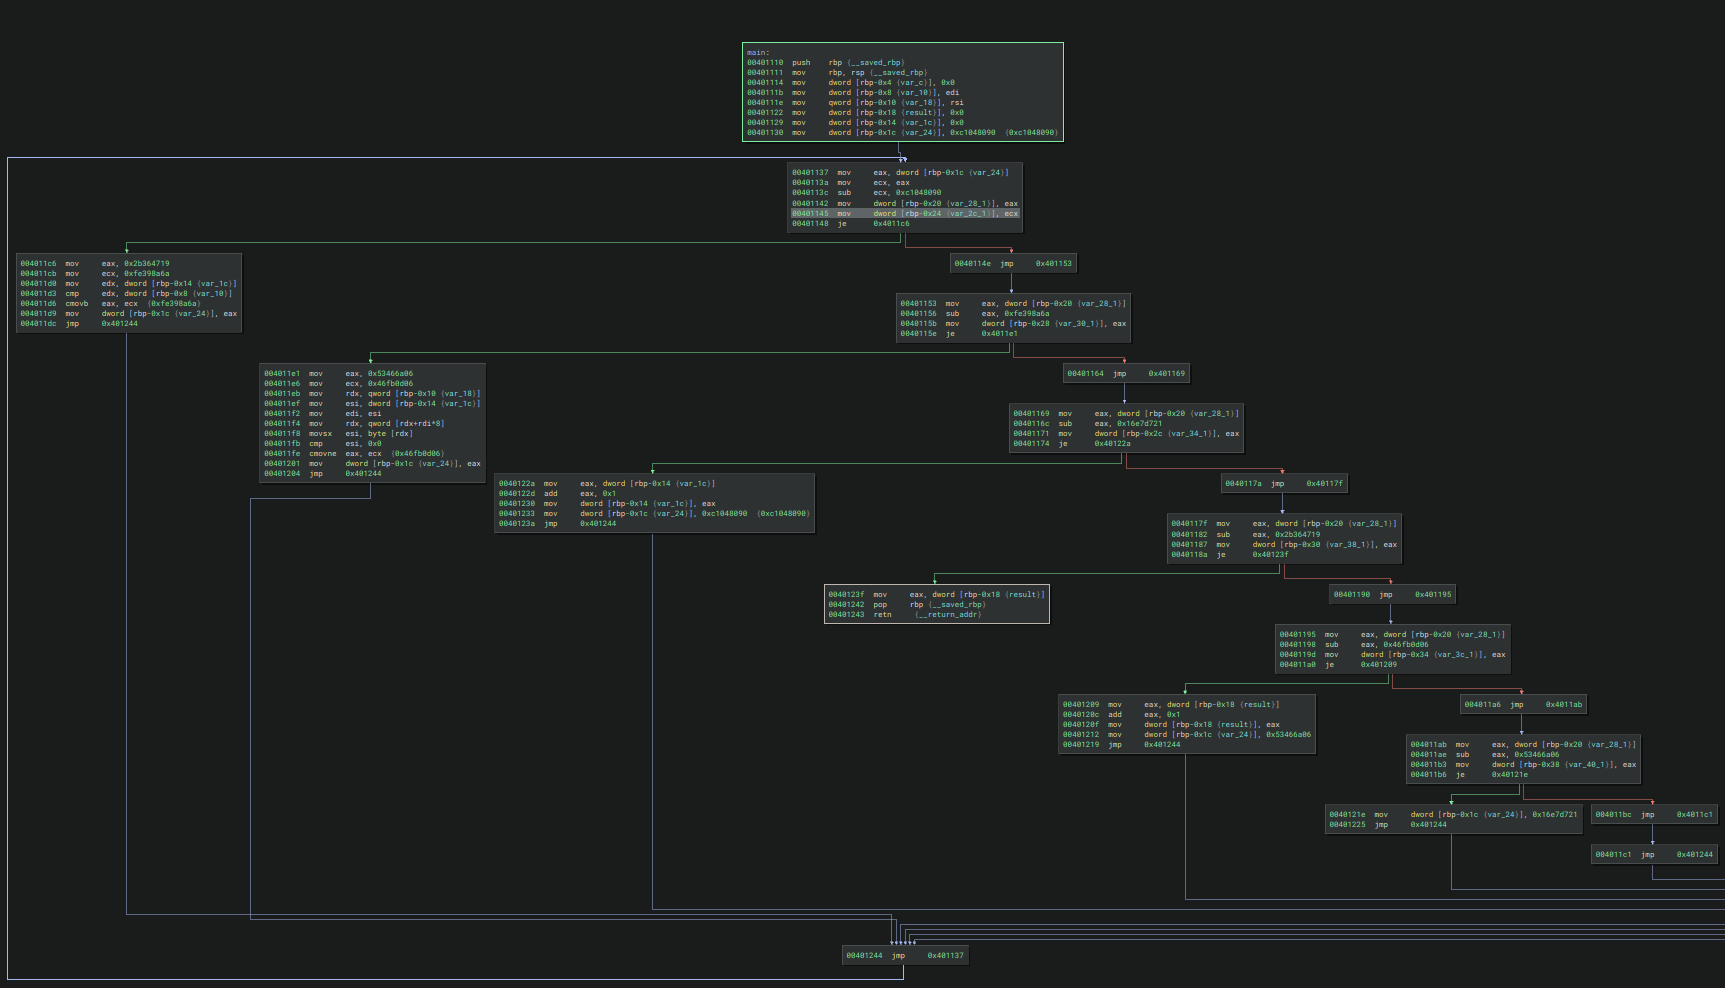 main:
00401110 push rbp {__saved_rbp}
00401111 mov rbp, rsp {__saved_rbp}
00401114 mov dword [rbp-0x4 {var_c}], 0x0
0040111b mov dword [rbp-0x8 {var_10}], edi
0040111e mov qword [rbp-0x10 {var_18}], rsi
00401122 mov dword [rbp-0x18 {result}], 0x0
00401129 mov dword [rbp-0x14 {var_1c}], 0x0
00401130 mov dword [rbp-0x1c {var_24}], 0xc1048090 {0xc1048090}
00401137 mov eax, dword [rbp-0x1c {var_24}]
0040113a mov ecx, eax
0040113c sub ecx, 0xc1048090
00401142 mov dword [rbp-0x20 {var_28_1}], eax
00401145 mov dword [rbp-0x24 {var_2c_1}], ecx
00401148 je 0x4011c6
004011c6 mov eax, 0x2b364719
004011cb mov ecx, 0xfe398a6a
004011d0 mov edx, dword [rbp-0x14 {var_1c}]
004011d3 cmp edx, dword [rbp-0x8 {var_10}]
004011d6 cmovb eax, ecx {0xfe398a6a}
004011d9 mov dword [rbp-0x1c {var_24}], eax
004011dc jmp 0x401244
0040114e jmp 0x401153
00401153 mov eax, dword [rbp-0x20 {var_28_1}]
00401156 sub eax, 0xfe398a6a
0040115b mov dword [rbp-0x28 {var_30_1}], eax
0040115e je 0x4011e1
004011e1 mov eax, 0x53466a06
004011e6 mov ecx, 0x46fb0d06
004011eb mov rdx, qword [rbp-0x10 {var_18}]
004011ef mov esi, dword [rbp-0x14 {var_1c}]
004011f2 mov edi, esi
004011f4 mov rdx, qword [rdx+rdi*8]
004011f8 movsx esi, byte [rdx]
004011fb cmp esi, 0x0
004011fe cmovne eax, ecx {0x46fb0d06}
00401201 mov dword [rbp-0x1c {var_24}], eax
00401204 jmp 0x401244
00401164 jmp 0x401169
00401169 mov eax, dword [rbp-0x20 {var_28_1}]
0040116c sub eax, 0x16e7d721
00401171 mov dword [rbp-0x2c {var_34_1}], eax
00401174 je 0x40122a
0040122a mov eax, dword [rbp-0x14 {var_1c}]
0040122d add eax, 0x1
00401230 mov dword [rbp-0x14 {var_1c}], eax
00401233 mov dword [rbp-0x1c {var_24}], 0xc1048090 {0xc1048090}
0040123a jmp 0x401244
0040117a jmp 0x40117f
0040117f mov eax, dword [rbp-0x20 {var_28_1}]
00401182 sub eax, 0x2b364719
00401187 mov dword [rbp-0x30 {var_38_1}], eax
0040118a je 0x40123f
0040123f mov eax, dword [rbp-0x18 {result}]
00401242 pop rbp {__saved_rbp}
00401243 retn {__return_addr}
00401190 jmp 0x401195
00401195 mov eax, dword [rbp-0x20 {var_28_1}]
00401198 sub eax, 0x46fb0d06
0040119d mov dword [rbp-0x34 {var_3c_1}], eax
004011a0 je 0x401209
00401209 mov eax, dword [rbp-0x18 {result}]
0040120c add eax, 0x1
0040120f mov dword [rbp-0x18 {result}], eax
00401212 mov dword [rbp-0x1c {var_24}], 0x53466a06
00401219 jmp 0x401244
004011a6 jmp 0x4011ab
004011ab mov eax, dword [rbp-0x20 {var_28_1}]
004011ae sub eax, 0x53466a06
004011b3 mov dword [rbp-0x38 {var_40_1}], eax
004011b6 je 0x40121e
0040121e mov dword [rbp-0x1c {var_24}], 0x16e7d721
00401225 jmp 0x401244
004011bc jmp 0x4011c1
004011c1 jmp 0x401244
00401244 jmp 0x401137